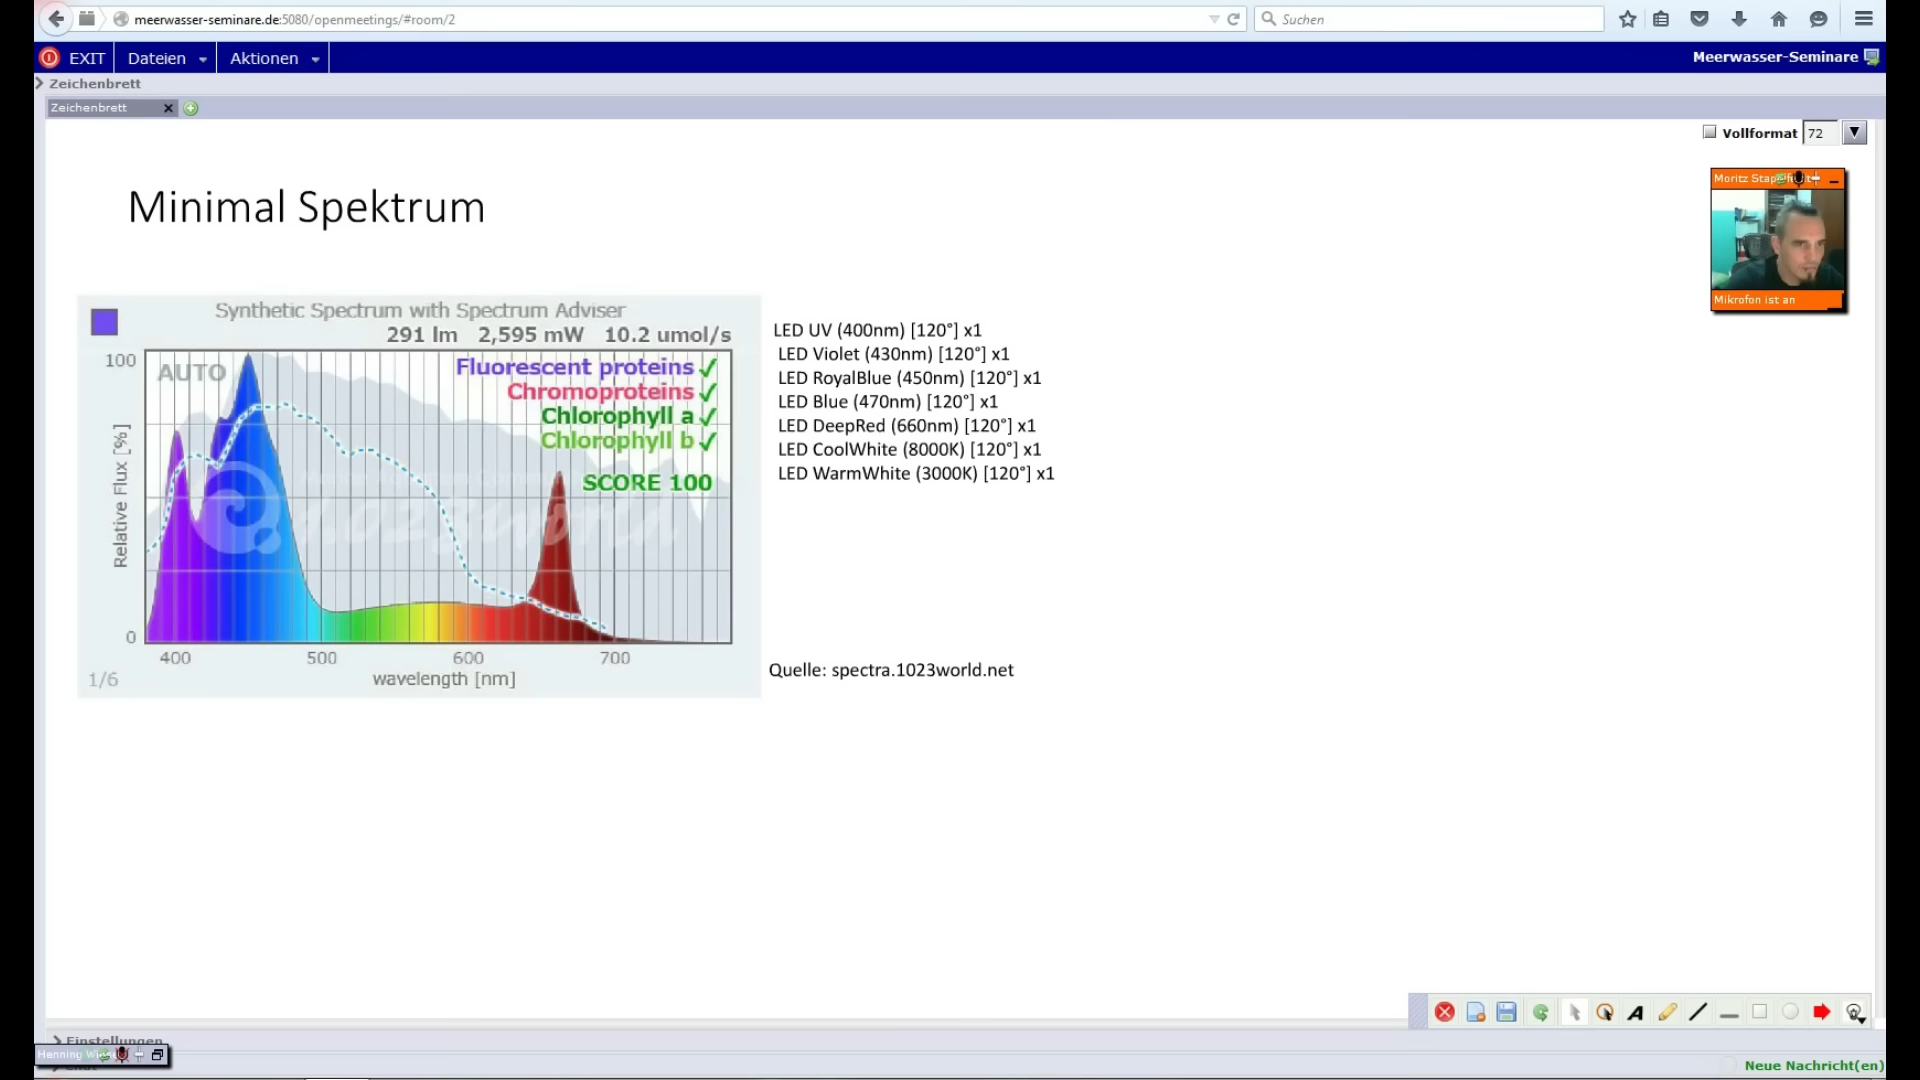 meerwasser-seminare.de:5080/openmeetings/#room/2
Suchen
EXIT
Dateien
Aktionen
Meerwasser-Seminare
Zeichenbrett
Zeichenbrett
Vollformat 72
Moritz
Mikrofon ist an
Minimal Spektrum
Synthetic Spectrum with Spectrum Adviser
291 lm 2,595 mW 10.2 umol/s
100
AUTO
Fluorescent proteins ✓
Chromoproteins ✓
Chlorophyll a ✓
Chlorophyll b ✓
SCORE 100
Relative Flux [%]
0
400 500 600 700
wavelength [nm]
1/6
LED UV (400nm) [120°] x1
LED Violet (430nm) [120°] x1
LED RoyalBlue (450nm) [120°] x1
LED Blue (470nm) [120°] x1
LED DeepRed (660nm) [120°] x1
LED CoolWhite (8000K) [120°] x1
LED WarmWhite (3000K) [120°] x1
Quelle: spectra.1023world.net
Einstellungen
Henning
Neue Nachricht(en)